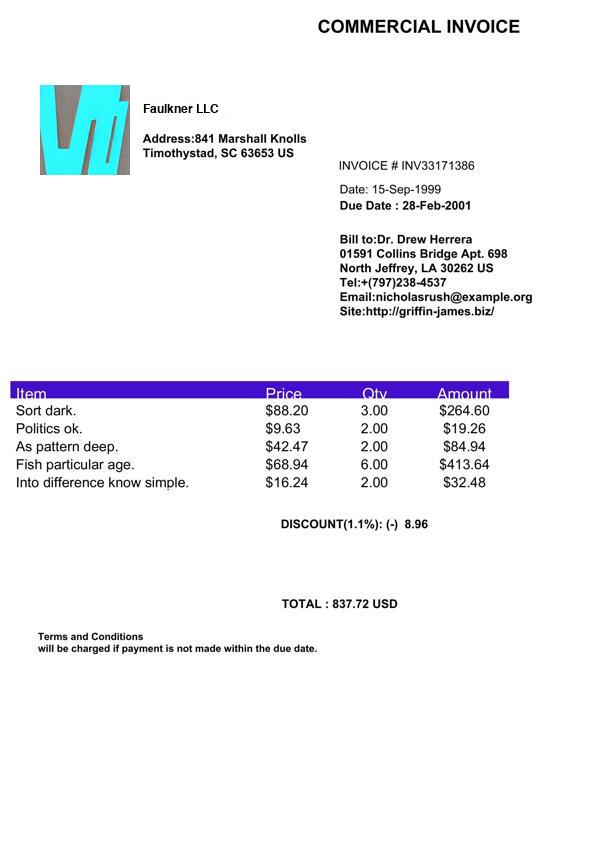 COMMERCIAL INVOICE
Faulkner LLC
Address:841 Marshall Knolls
Timothystad, SC 63653 US
INVOICE # INV33171386
Date: 15-Sep-1999
Due Date : 28-Feb-2001
Bill to:Dr. Drew Herrera
01591 Collins Bridge Apt. 698
North Jeffrey, LA 30262 US
Tel:+(797)238-4537
Email:nicholasrush@example.org
Site:http://griffin-james.biz/
Item Price Qty Amount
Sort dark. $88.20 3.00 $264.60
Politics ok. $9.63 2.00 $19.26
As pattern deep. $42.47 2.00 $84.94
Fish particular age. $68.94 6.00 $413.64
Into difference know simple. $16.24 2.00 $32.48
DISCOUNT(1.1%): (-) 8.96
TOTAL : 837.72 USD
Terms and Conditions
will be charged if payment is not made within the due date.